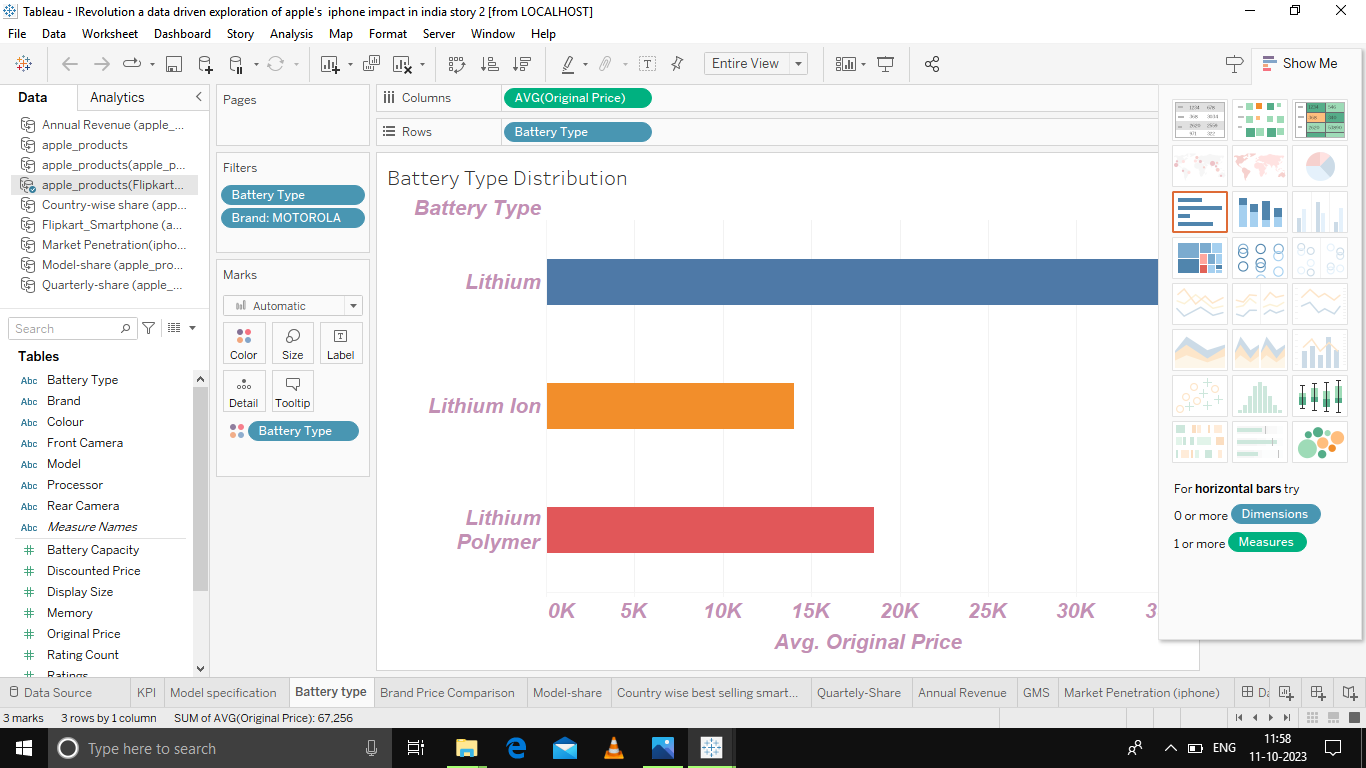 Tableau - IRevolution a data driven exploration of apple's  iphone impact in india story 2 [from LOCALHOST]
File Data Worksheet Dashboard Story Analysis Map Format Server Window Help
Entire View
Show Me
Data Analytics
Annual Revenue (apple_...
apple_products
apple_products(apple_p...
apple_products(Flipkart...
Country-wise share (app...
Flipkart_Smartphone (a...
Market Penetration(ipho...
Model-share (apple_pro...
Quarterly-share (apple_...
Search
Tables
Abc Battery Type
Abc Brand
Abc Colour
Abc Front Camera
Abc Model
Abc Processor
Abc Rear Camera
Abc Measure Names
# Battery Capacity
# Discounted Price
# Display Size
# Memory
# Original Price
# Rating Count
# Ratings
Pages
Filters
Battery Type
Brand: MOTOROLA
Marks
Automatic
Color Size Label
Detail Tooltip
Battery Type
Columns AVG(Original Price)
Rows Battery Type
Battery Type Distribution
Battery Type
Lithium
Lithium Ion
Lithium
Polymer
0K 5K 10K 15K 20K 25K 30K 3
Avg. Original Price
For horizontal bars try
0 or more Dimensions
1 or more Measures
Data Source KPI Model specification Battery type Brand Price Comparison Model-share Country wise best selling smart... Quartely-Share Annual Revenue GMS Market Penetration (iphone) Da
3 marks 3 rows by 1 column SUM of AVG(Original Price): 67,256
Type here to search
ENG
11:58
11-10-2023